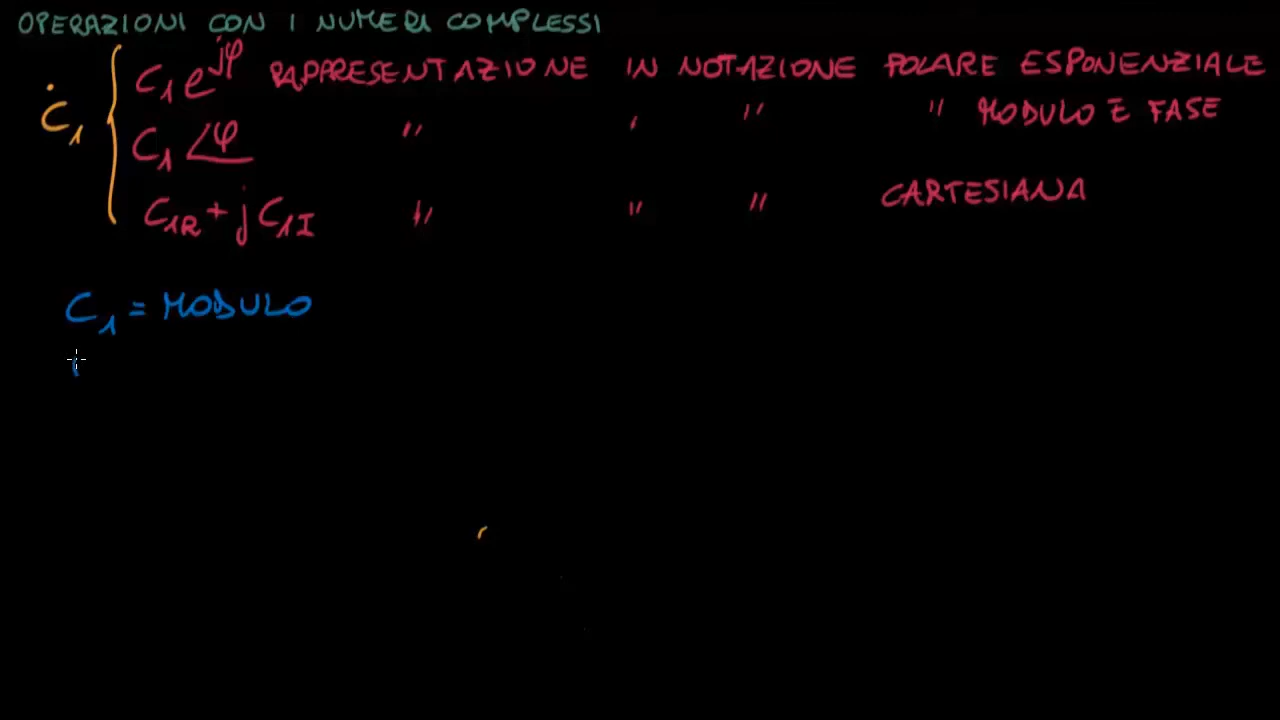 OPERAZIONI CON I NUMERI COMPLESSI
Ċ₁ { C₁ e^jφ RAPPRESENTAZIONE IN NOTAZIONE POLARE ESPONENZIALE
C₁ ∠φ " " " " MODULO E FASE
C₁R + j C₁I " " " CARTESIANA
C₁ = MODULO